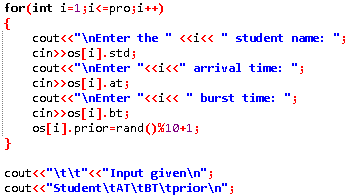 for(int i=1;i<=pro;i++)
{
cout<<"\nEnter the " <<i<< " student name: ";
cin>>os[i].std;
cout<<"\nEnter "<<i<<" arrival time: ";
cin>>os[i].at;
cout<<"\nEnter "<<i<<" burst time: ";
cin>>os[i].bt;
os[i].prior=rand()%10+1;
}
cout<<"\t\t"<<"Input given\n";
cout<<"Student\tAT\tBT\tprior\n";